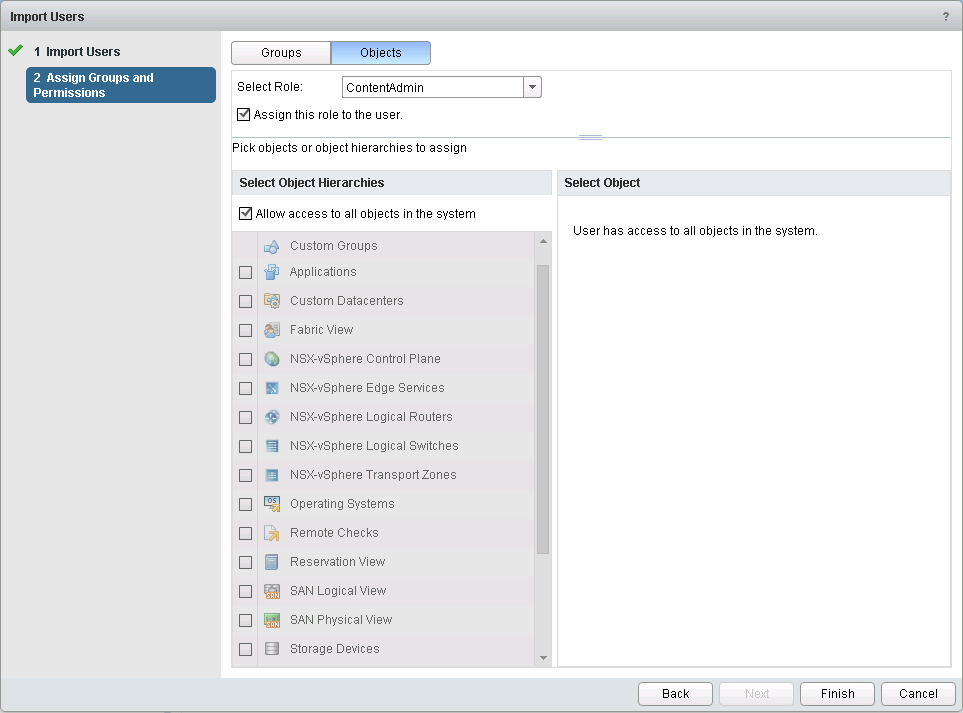 Import Users
?
1 Import Users
2 Assign Groups and
Permissions
Groups
Objects
Select Role:
ContentAdmin
Assign this role to the user.
Pick objects or object hierarchies to assign
Select Object Hierarchies
Select Object
Allow access to all objects in the system
User has access to all objects in the system.
Custom Groups
Applications
Custom Datacenters
Fabric View
NSX-vSphere Control Plane
NSX-vSphere Edge Services
NSX-vSphere Logical Routers
NSX-vSphere Logical Switches
NSX-vSphere Transport Zones
OS
Operating Systems
Remote Checks
Reservation View
SAN
SAN Logical View
SAN
SAN Physical View
Storage Devices
Back
Next
Finish
Cancel